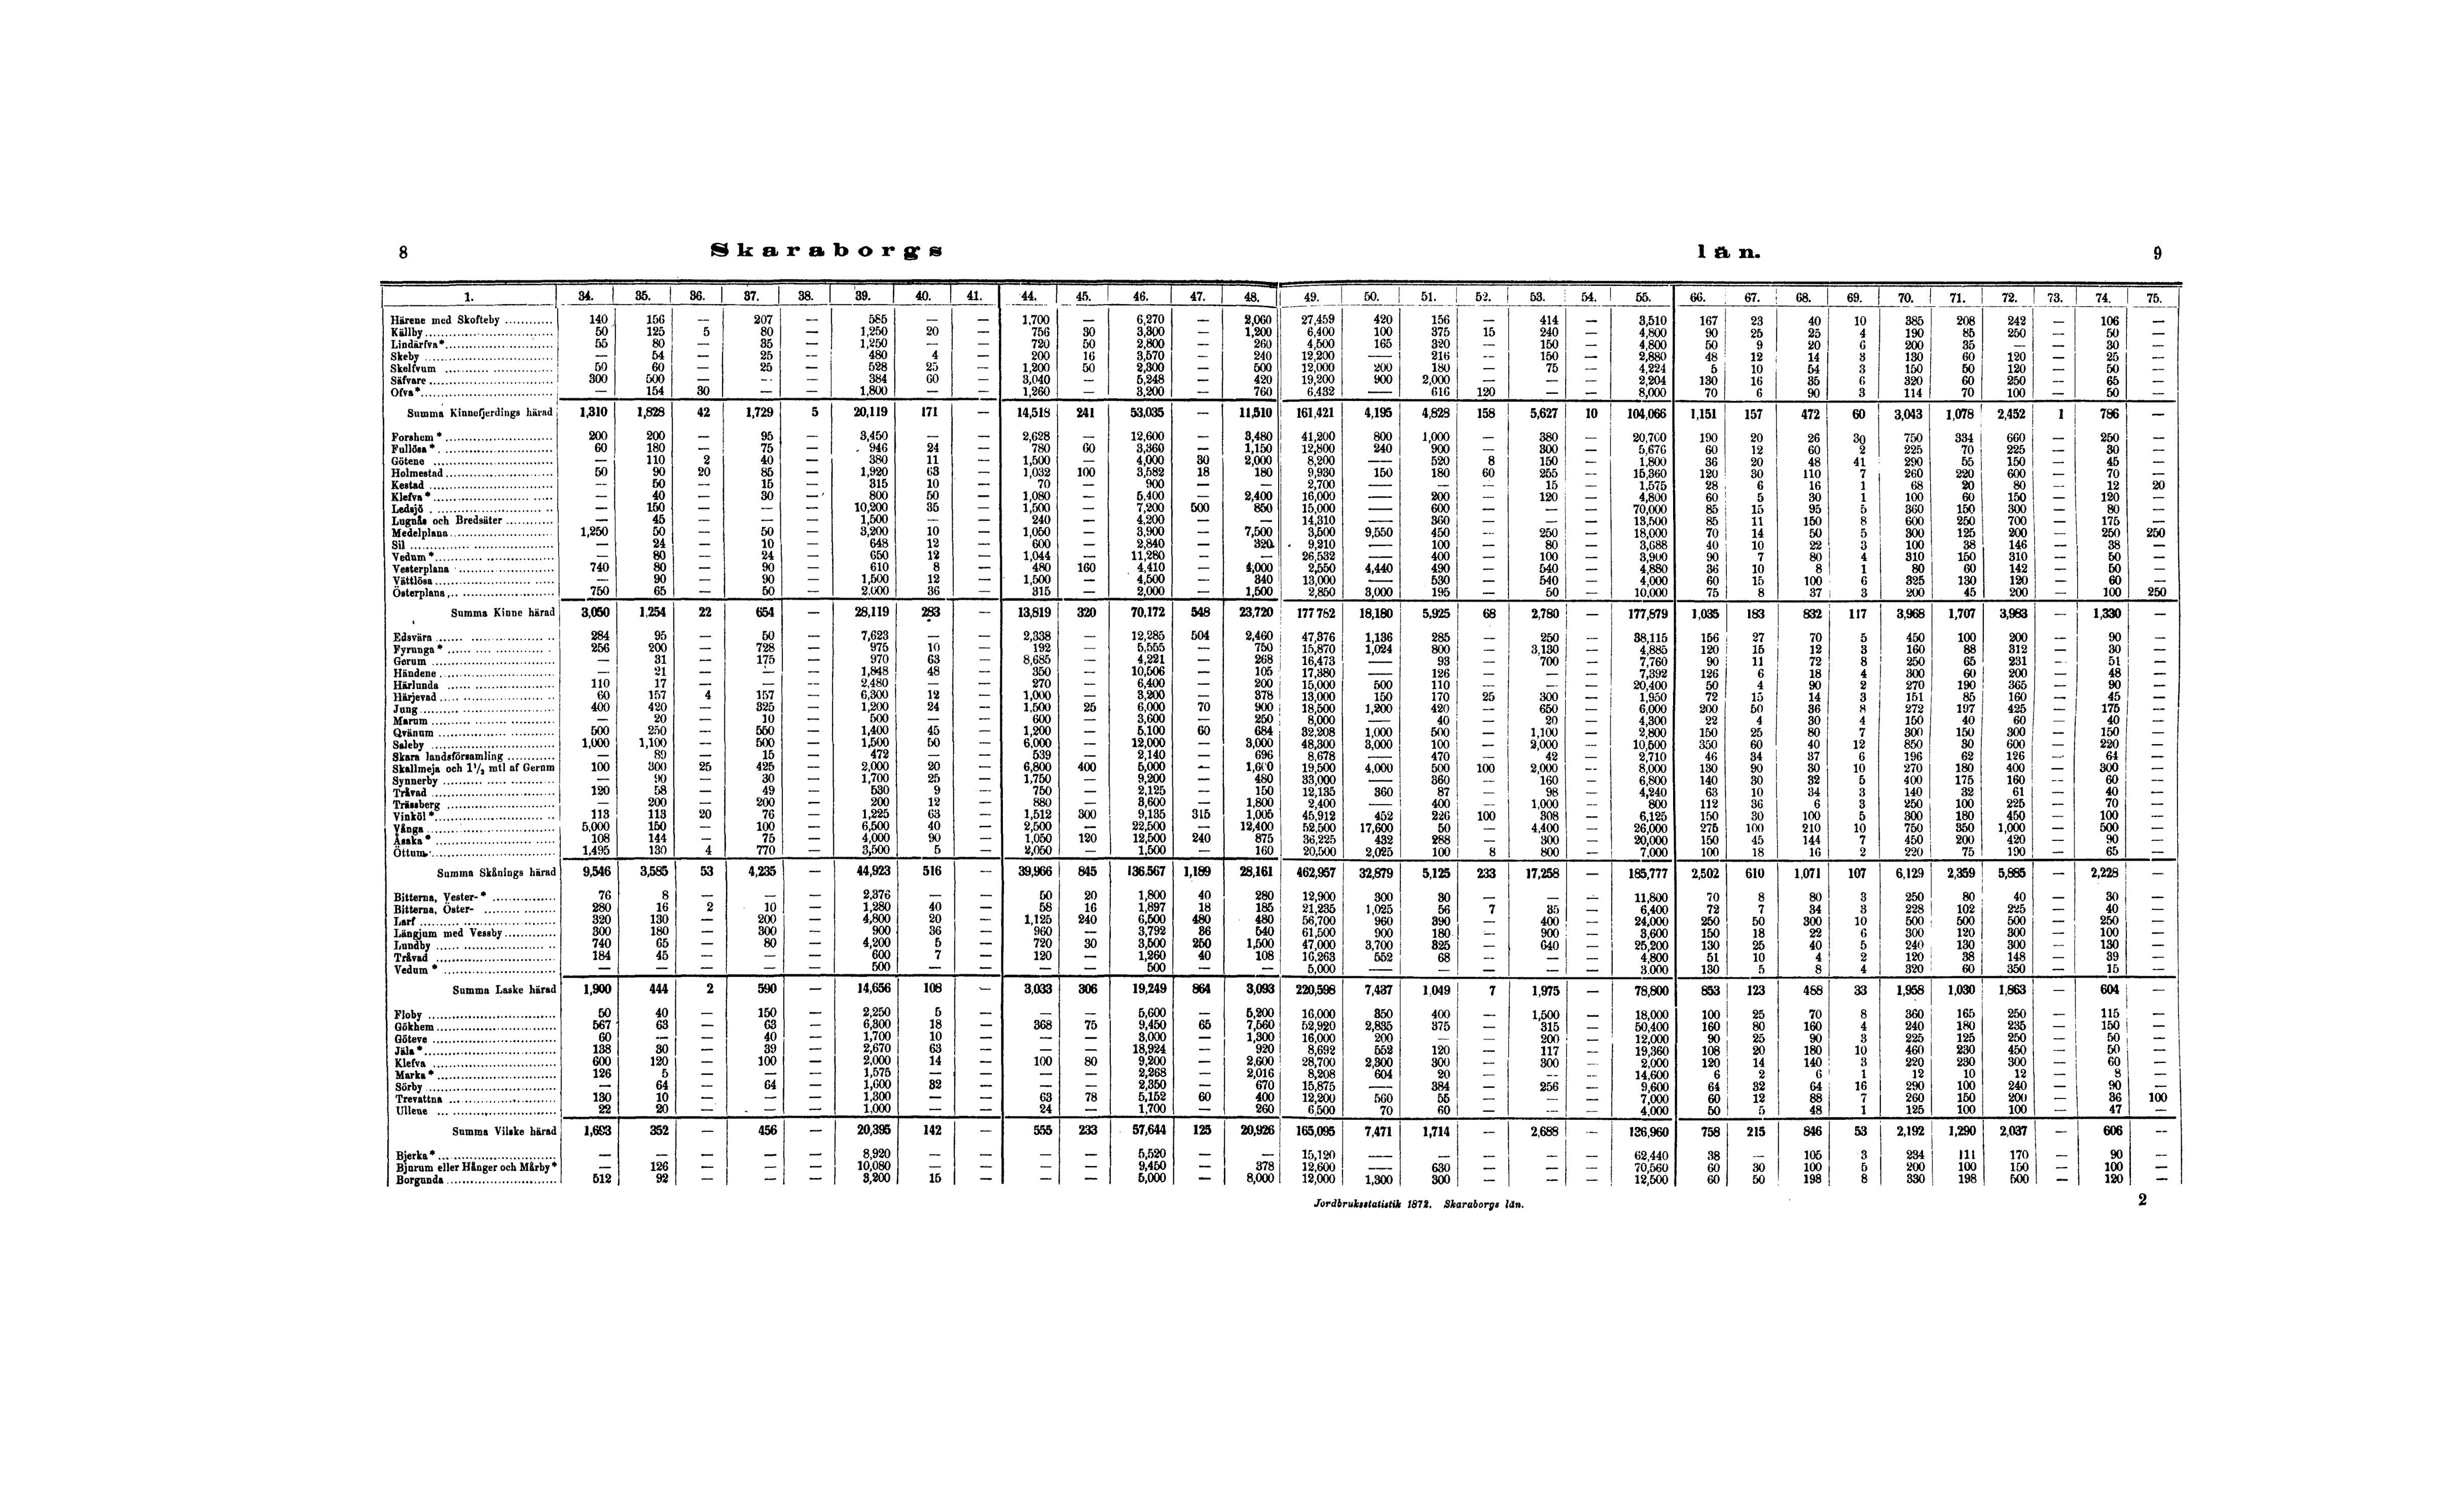 8 Skaraborgs län. 9
1. 34. 35. 36. 37. 38. 39. 40. 41. 44. 45. 46. 47. 48. 49. 50. 51. 52. 53. 54. 55. 66. 67. 68. 69. 70. 71. 72. 73. 74. 75.
Härene med Skofteby 140 156 — 207 — 585 — — 1,700 — 6,270 — 2,060 27,459 420 156 — 414 — 3,510 167 23 40 10 385 208 242 — 106 —
Källby 50 125 5 80 — 1,250 20 — 756 30 3,300 — 1,200 6,400 100 375 15 240 — 4,800 90 25 25 4 190 85 250 — 50 —
Lindärfva* 55 80 — 35 — 1,250 — — 720 50 2,800 — 260 4,500 165 320 — 150 — 4,800 50 9 20 6 200 35 — — 30 —
Skeby — 54 — 25 — 480 4 — 200 16 3,570 — 240 12,200 — 216 — 150 — 2,880 48 12 14 3 130 60 120 — 25 —
Skelfvum 50 60 — 25 — 528 25 — 1,200 50 2,300 — 500 12,000 200 180 — 75 — 4,224 5 10 54 3 150 50 120 — 50 —
Säfvare 300 500 — — — 384 60 — 3,040 — 5,248 — 420 19,200 900 2,000 — — — 2,204 130 16 35 6 320 60 250 — 65 —
Ofva* — 154 30 — — 1,800 — — 1,260 — 3,200 — 760 6,432 — 616 120 — — 8,000 70 6 90 3 114 70 100 — 50 —
Summa Kinnefjerdings härad 1,310 1,828 42 1,729 5 20,119 171 — 14,518 241 53,035 — 11,510 161,421 4,195 4,828 158 5,627 10 104,066 1,151 157 472 60 3,043 1,078 2,452 1 786 —
Forshem* 200 200 — 95 — 3,450 — — 2,628 — 12,600 — 3,480 41,200 800 1,000 — 380 — 20,700 190 20 26 30 750 334 660 — 250 —
Fullösa* 60 180 — 75 — 946 24 — 780 60 3,360 — 1,150 12,800 240 900 — 300 — 5,676 60 12 60 2 225 70 225 — 30 —
Götene — 110 2 40 — 380 11 — 1,500 — 4,000 30 2,000 8,200 — 520 8 150 — 1,800 36 20 48 41 290 55 150 — 45 —
Holmestad 50 90 20 85 — 1,920 63 — 1,032 100 3,582 18 180 9,930 150 180 60 255 — 15,360 120 30 110 7 260 220 600 — 70 —
Kestad — 50 — 15 — 315 10 — 70 — 900 — — 2,700 — — — 15 — 1,575 28 6 16 1 68 20 80 — 12 20
Klefva* — 40 — 30 — 800 50 — 1,080 — 5,400 — 2,400 16,000 — 200 — 120 — 4,800 60 5 30 1 100 60 150 — 120 —
Ledsjö — 150 — — — 10,200 35 — 1,500 — 7,200 500 850 15,000 — 600 — — — 70,000 85 15 95 5 360 150 300 — 80 —
Lugnås och Bredsäter — 45 — — — 1,500 — — 240 — 4,200 — — 14,310 — 360 — — — 13,500 85 11 150 8 600 250 700 — 175 —
Medelplana 1,250 50 — 50 — 3,200 10 — 1,050 — 3,900 — 7,500 3,500 9,550 450 — 250 — 18,000 70 14 50 5 300 125 200 — 250 250
Sil — 24 — 10 — 648 12 — 600 — 2,840 — 320 9,210 — 100 — 80 — 3,688 40 10 22 3 100 38 146 — 38 —
Vedum* — 80 — 24 — 650 12 — 1,044 — 11,280 — — 26,532 — 400 — 100 — 3,900 90 7 80 4 310 150 310 — 50 —
Vesterplana 740 80 — 90 — 610 8 — 480 160 4,410 — 4,000 2,550 4,440 490 — 540 — 4,880 36 10 8 1 80 60 142 — 50 —
Vättlösa — 90 — 90 — 1,500 12 — 1,500 — 4,500 — 340 13,000 — 530 — 540 — 4,000 60 15 100 6 325 130 120 — 60 —
Österplana 750 65 — 50 — 2,000 36 — 315 — 2,000 — 1,500 2,850 3,000 195 — 50 — 10,000 75 8 37 3 200 45 200 — 100 250
Summa Kinne härad 3,050 1,254 22 654 — 28,119 283 — 13,819 320 70,172 548 23,720 177 782 18,180 5,925 68 2,780 — 177,879 1,035 183 832 117 3,968 1,707 3,983 — 1,330 —
Edsvära 284 95 — 50 — 7,623 — — 2,338 — 12,285 504 2,460 47,376 1,136 285 — 250 — 38,115 156 27 70 5 450 100 200 — 90 —
Fyrunga* 256 200 — 728 — 975 10 — 192 — 5,555 — 750 15,870 1,024 800 — 3,130 — 4,885 120 15 12 3 160 88 312 — 30 —
Gerum — 31 — 175 — 970 63 — 8,685 — 4,221 — 268 16,473 — 93 — 700 — 7,760 90 11 72 8 250 65 231 — 51 —
Händene — 21 — — — 1,848 48 — 350 — 10,506 — 105 17,380 — 126 — — — 7,392 126 6 18 4 300 60 200 — 48 —
Härlunda 110 17 — — — 2,480 — — 270 — 6,400 — 200 15,000 500 110 — — — 20,400 50 4 90 2 270 190 365 — 90 —
Härjevad 60 157 4 157 — 6,300 12 — 1,000 — 3,200 — 378 13,000 150 170 25 300 — 1,950 72 15 14 3 151 85 160 — 45 —
Jung 400 420 — 325 — 1,200 24 — 1,500 25 6,000 70 900 18,500 1,200 420 — 650 — 6,000 200 50 36 8 272 197 425 — 175 —
Marum — 20 — 10 — 500 — — 600 — 3,600 — 250 8,000 — 40 — 20 — 4,300 22 4 30 4 150 40 60 — 40 —
Qvänum 500 250 — 550 — 1,400 45 — 1,200 — 5,100 60 684 32,208 1,000 500 — 1,100 — 2,800 150 25 80 7 300 150 300 — 150 —
Saleby 1,000 1,100 — 500 — 1,500 50 — 6,000 — 12,000 — 3,000 48,300 3,000 100 — 2,000 — 10,500 350 60 40 12 850 30 600 — 220 —
Skara landsförsamling — 89 — 15 — 472 — — 539 — 2,140 — 696 8,678 — 470 — 42 — 2,710 46 34 37 6 196 62 126 — 64 —
Skallmeja och 1½ mtl af Gerum 100 300 25 425 — 2,000 20 — 6,800 400 5,000 — 1,600 19,500 4,000 500 100 2,000 — 8,000 130 90 30 10 270 180 400 — 300 —
Synnerby — 90 — 30 — 1,700 25 — 1,750 — 9,200 — 480 33,000 — 360 — 160 — 6,800 140 30 32 5 400 175 160 — 60 —
Tråvad 120 58 — 49 — 530 9 — 750 — 2,125 — 150 12,135 360 87 — 98 — 4,240 63 10 34 3 140 32 61 — 40 —
Trässberg — 200 — 200 — 200 12 — 880 — 3,600 — 1,800 2,400 — 400 — 1,000 — 800 112 36 6 3 250 100 225 — 70 —
Vinköl* 113 113 20 76 — 1,225 63 — 1,512 300 9,135 315 1,005 45,912 452 226 100 308 — 6,125 150 30 100 5 300 180 450 — 100 —
Vånga 5,000 150 — 100 — 6,500 40 — 2,500 — 22,500 — 12,400 52,500 17,600 50 — 4,400 — 26,000 275 100 210 10 750 350 1,000 — 500 —
Åsaka* 108 144 — 75 — 4,000 90 — 1,050 120 12,500 240 875 36,225 432 288 — 300 — 20,000 150 45 144 7 450 200 420 — 90 —
Öttum 1,495 130 4 770 — 3,500 5 — 2,050 — 1,500 — 160 20,500 2,025 100 8 800 — 7,000 100 18 16 2 220 75 190 — 65 —
Summa Skånings härad 9,546 3,585 53 4,235 — 44,923 516 — 39,966 845 136,567 1,189 28,161 462,957 32,879 5,125 233 17,258 — 185,777 2,502 610 1,071 107 6,129 2,359 5,885 — 2,228 —
Bitterna, Vester-* 76 8 — — — 2,376 — — 50 20 1,800 40 280 12,900 300 30 — — — 11,800 70 8 80 3 250 80 40 — 30 —
Bitterna, Öster- 280 16 2 10 — 1,280 40 — 58 16 1,897 18 185 21,235 1,025 56 7 35 — 6,400 72 7 34 3 228 102 225 — 40 —
Larf 320 130 — 200 — 4,800 20 — 1,125 240 6,500 480 480 56,700 960 390 — 400 — 24,000 250 50 300 10 500 500 500 — 250 —
Längjum med Vessby 300 180 — 300 — 900 36 — 960 — 3,792 36 540 61,500 900 180 — 900 — 3,600 150 18 22 6 300 120 300 — 100 —
Lundby 740 65 — 80 — 4,200 5 — 720 30 3,500 250 1,500 47,000 3,700 325 — 640 — 25,200 130 25 40 5 240 130 300 — 130 —
Tråvad 184 45 — — — 600 7 — 120 — 1,260 40 108 16,263 552 68 — — — 4,800 51 10 4 2 120 38 148 — 39 —
Vedum* — — — — — 500 — — — — 500 — — 5,000 — — — — — 3,000 130 5 8 4 320 60 350 — 15 —
Summa Laske härad 1,900 444 2 590 — 14,656 108 — 3,033 306 19,249 864 3,093 220,598 7,437 1,049 7 1,975 — 78,800 853 123 488 33 1,958 1,030 1,863 — 604 —
Floby 50 40 — 150 — 2,250 5 — — — 5,600 — 5,200 16,000 350 400 — 1,500 — 18,000 100 25 70 8 360 165 250 — 115 —
Gökhem 567 63 — 63 — 6,300 18 — 368 75 9,450 65 7,560 52,920 2,835 375 — 315 — 50,400 160 80 160 4 240 180 235 — 150 —
Göteve 60 — — 40 — 1,700 10 — — — 3,000 — 1,300 16,000 200 — — 200 — 12,000 90 25 90 3 225 125 250 — 50 —
Jäla* 138 30 — 39 — 2,670 63 — — — 18,924 — 920 8,692 552 120 — 117 — 19,360 108 20 180 10 460 230 450 — 50 —
Klefva 600 120 — 100 — 2,000 14 — 100 80 9,200 — 2,600 28,700 2,300 300 — 300 — 2,000 120 14 140 3 220 230 300 — 60 —
Marka* 126 5 — — — 1,575 — — — — 2,268 — 2,016 8,208 604 20 — — — 14,600 6 2 6 1 12 10 12 — 8 —
Sörby — 64 — 64 — 1,600 32 — — — 2,350 — 670 15,875 — 384 — 256 — 9,600 64 32 64 16 290 100 240 — 90 —
Trevattna 130 10 — — — 1,300 — — 63 78 5,152 60 400 12,200 560 55 — — — 7,000 60 12 88 7 260 150 200 — 36 100
Ullene 22 20 — — — 1,000 — — 24 — 1,700 — 260 6,500 70 60 — — — 4,000 50 5 48 1 125 100 100 — 47 —
Summa Vilske härad 1,693 352 — 456 — 20,395 142 — 555 233 57,644 125 20,926 165,095 7,471 1,714 — 2,688 — 136,960 758 215 846 53 2,192 1,290 2,037 — 606 —
Bjerka* — — — — — 8,920 — — — — 5,520 — — 15,120 — — — — — 62,440 38 — 105 3 234 111 170 — 90 —
Bjurum eller Hånger och Mårby* — 126 — — — 10,080 — — — — 9,450 — 378 12,600 — 630 — — — 70,560 60 30 100 5 200 100 150 — 100 —
Borgunda 512 92 — — — 3,200 15 — — — 5,000 — 8,000 12,000 1,300 300 — — — 12,500 60 50 198 8 330 198 500 — 120 —
Jordbruksstatistik 1872. Skaraborgs län. 2